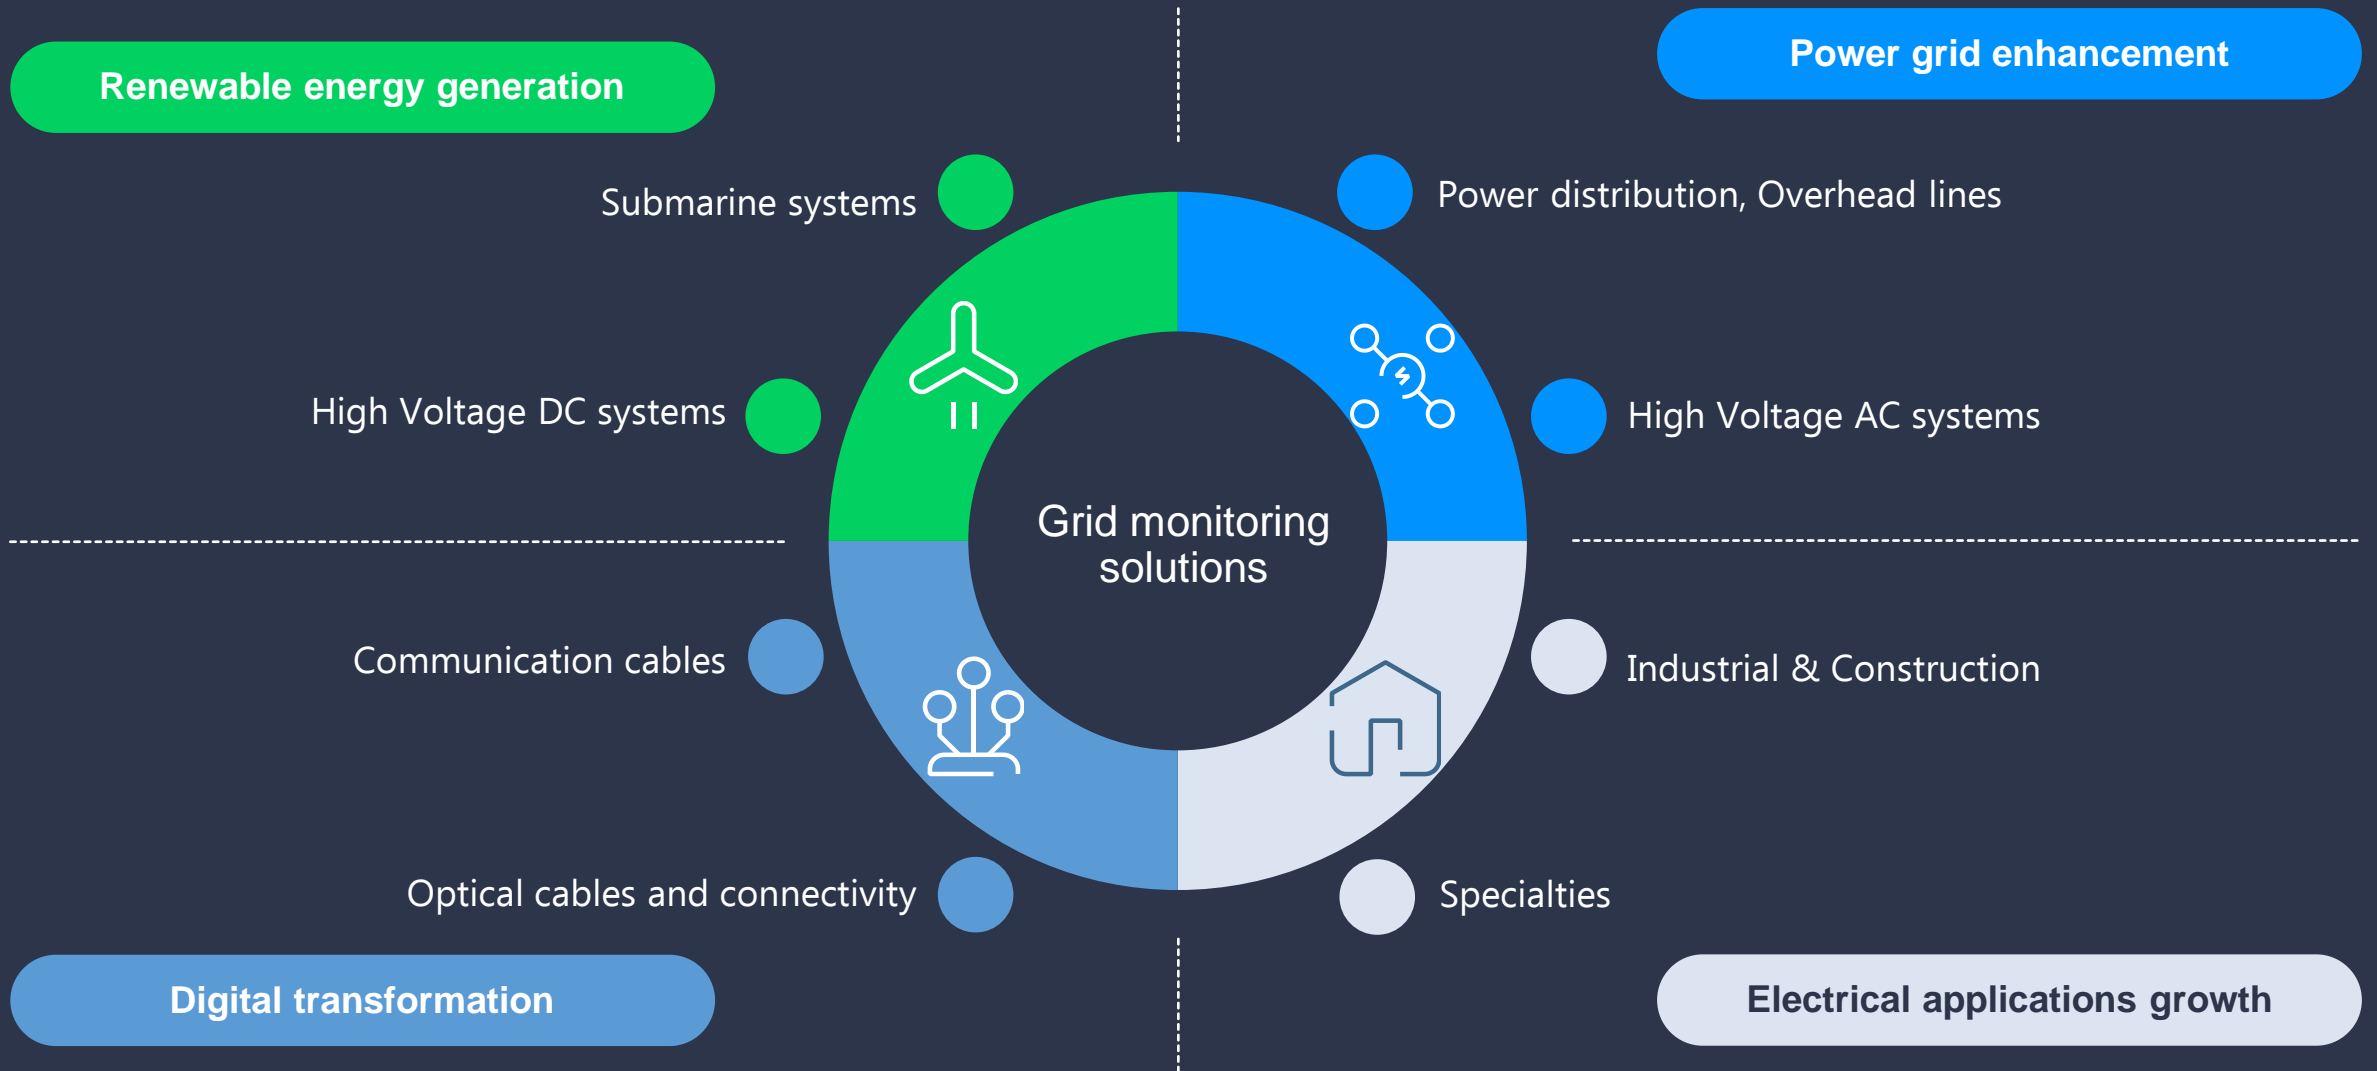 Renewable energy generation
Power grid enhancement
Submarine systems
Power distribution, Overhead lines
High Voltage DC systems
High Voltage AC systems
Grid monitoring
solutions
Communication cables
Industrial & Construction
Optical cables and connectivity
Specialties
Digital transformation
Electrical applications growth